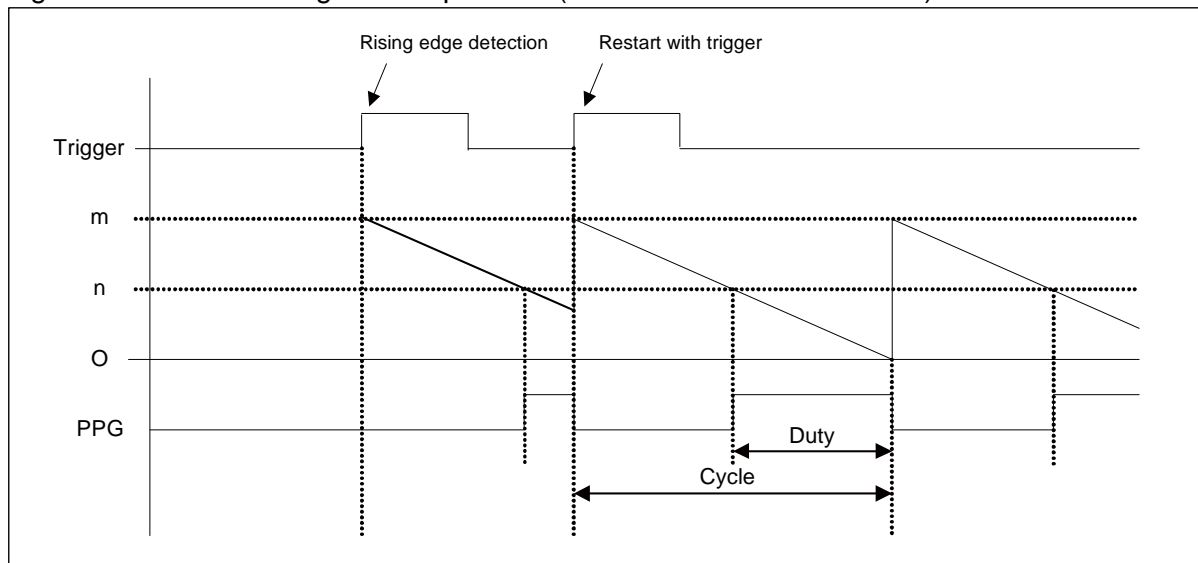 Rising edge detection
Restart with trigger
Trigger
m
n
O
PPG
Duty
Cycle